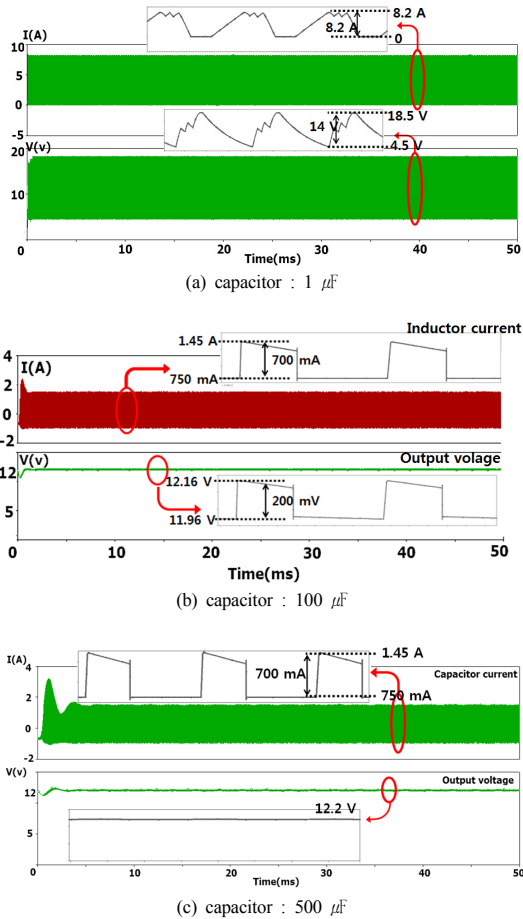 8.2 A
8.2 A
0
I(A)
10
5
0
-5
18.5 V
14 V
4.5 V
V(v)
20
10
0
0
10
20
30
40
50
Time(ms)
(a) capacitor : 1 ㎌
Inductor current
1.45 A
700 mA
750 mA
4
I(A)
2
0
-2
V(v)
Output volage
12
12.16 V
200 mV
11.96 V
5
0
10
20
30
40
50
Time(ms)
(b) capacitor : 100 ㎌
I(A)
1.45 A
700 mA
750 mA
Capacitor current
4
2
0
-2
V(v)
Output voltage
12
12.2 V
5
0
10
20
30
40
50
Time(ms)
(c) capacitor : 500 ㎌